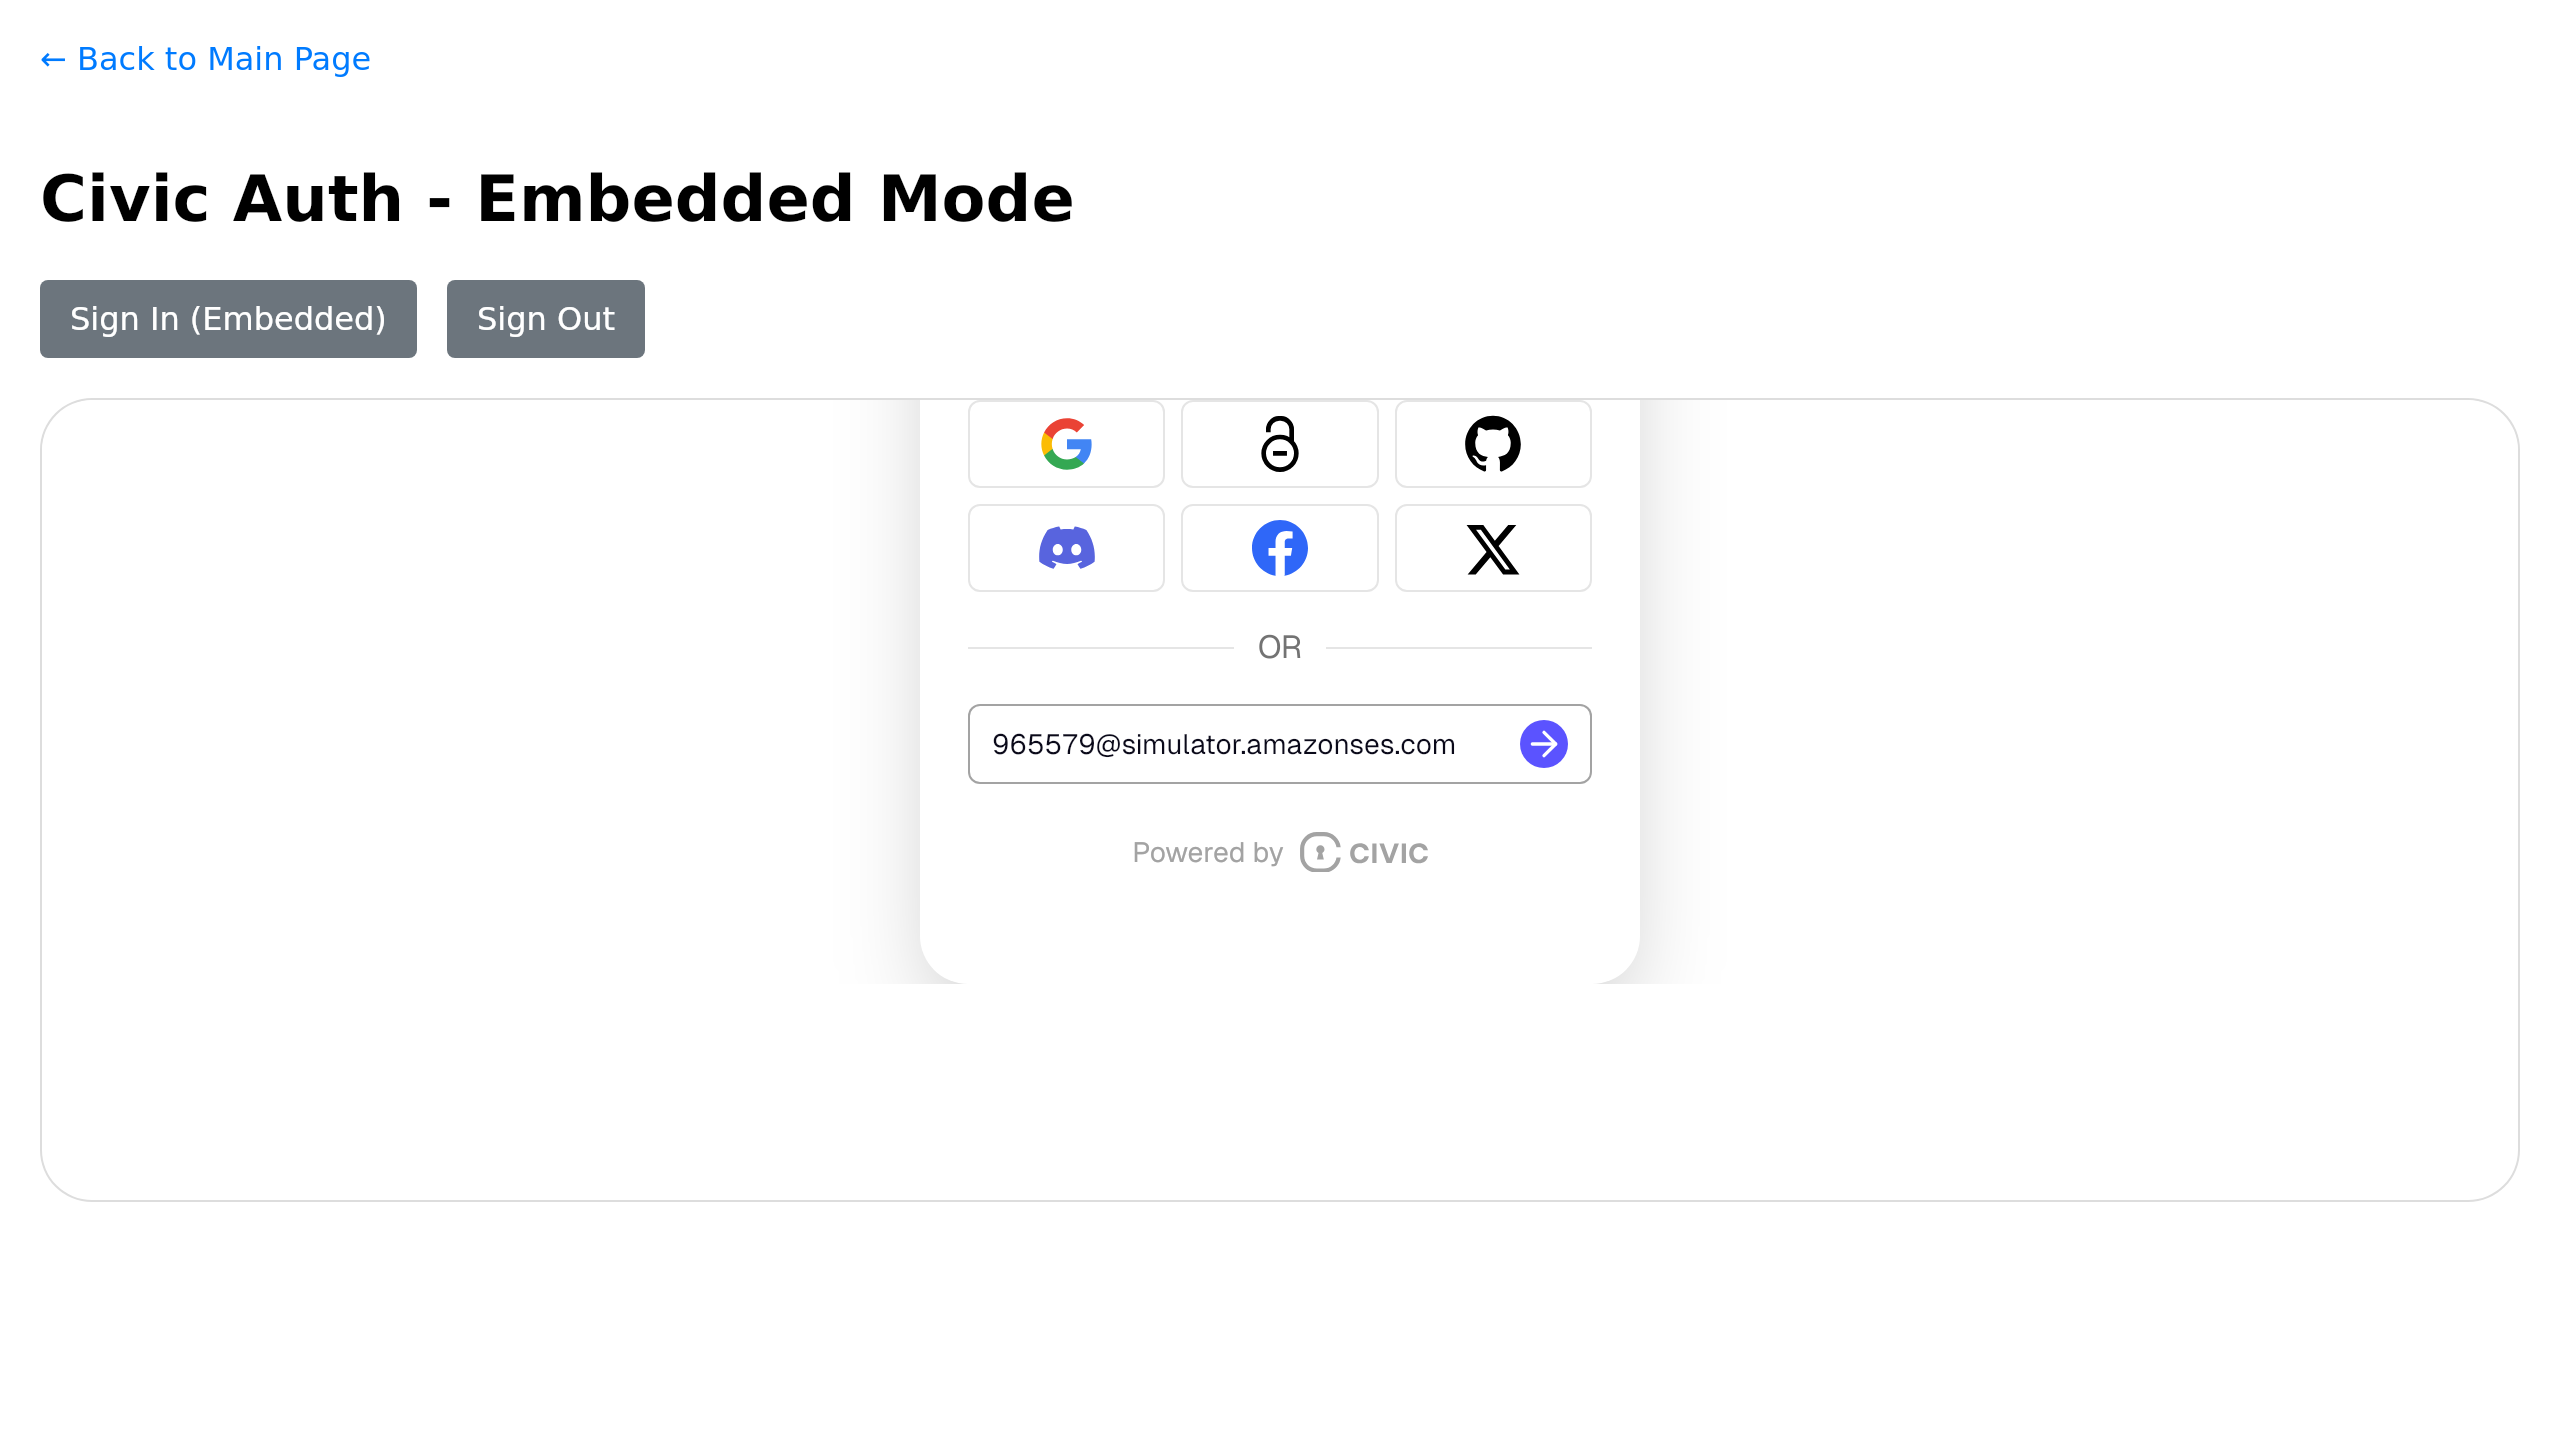 ← Back to Main Page
Civic Auth - Embedded Mode
Sign In (Embedded)
Sign Out
OR
965579@simulator.amazonses.com
Powered by CIVIC